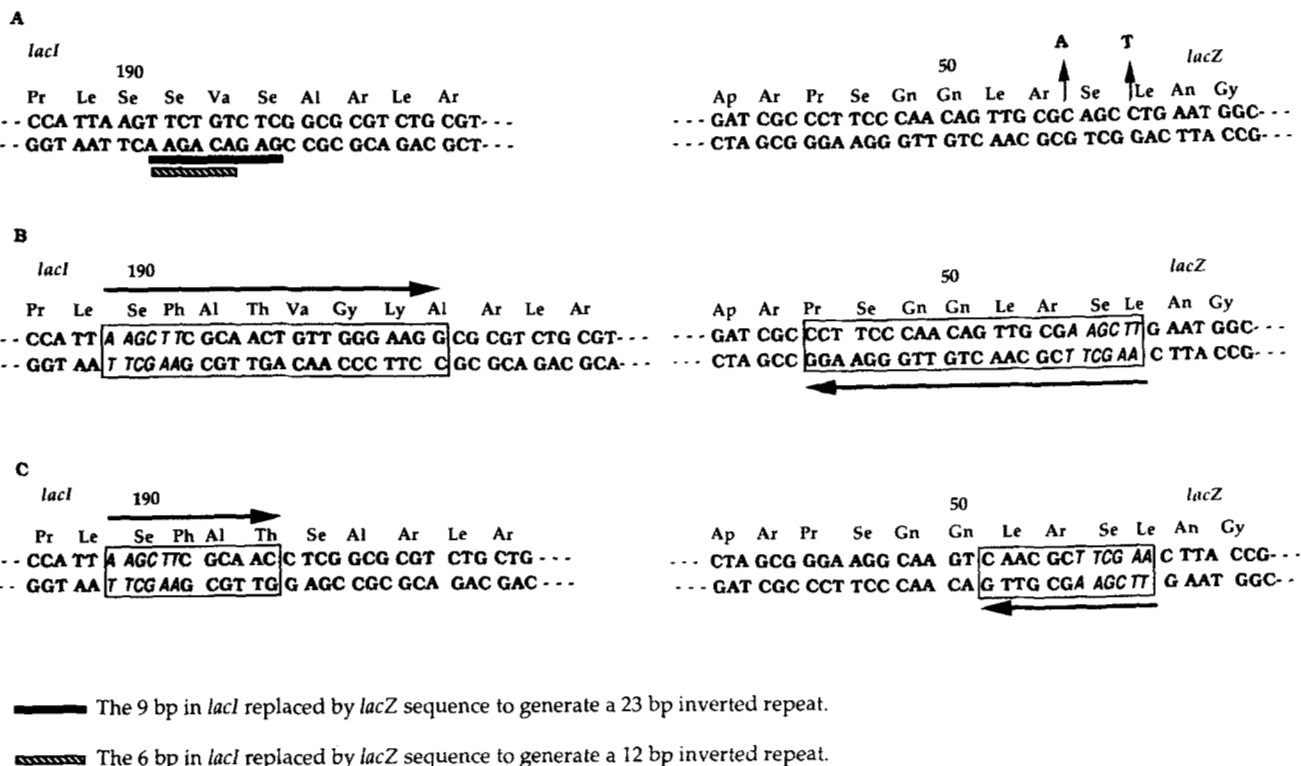 A
lacI
190
Pr Le Se Se Va Se Al Ar Le Ar
-- CCA TTA AGT TCT GTC TCG GCG CGT CTG CGT---
-- GGT AAT TCA AGA CAG AGC CGC GCA GAC GCT---
A T
lacZ
50
Ap Ar Pr Se Gn Gn Le Ar Se Le An Gy
--- GAT CGC CCT TCC CAA CAG TTG CGC AGC CTG AAT GGC---
--- CTA GCG GGA AGG GTT GTC AAC GCG TCG GAC TTA CCG---
B
lacI
190
Pr Le Se Ph Al Th Va Gy Ly Al Ar Le Ar
-- CCA TT A AGC TTC GCA ACT GTT GGG AAG G CG CGT CTG CGT---
-- GGT AA T TCG AAG CGT TGA CAA CCC TTC C GC GCA GAC GCA---
lacZ
50
Ap Ar Pr Se Gn Gn Le Ar Se Le An Gy
--- GAT CGC CCT TCC CAA CAG TTG CGA AGC TT G AAT GGC---
--- CTA GCC GGA AGG GTT GTC AAC GCT TCG AA C TTA CCG---
C
lacI
190
Pr Le Se Ph Al Th Se Al Ar Le Ar
-- CCA TT A AGC TTC GCA AC C TCG GCG CGT CTG CTG ---
-- GGT AA T TCG AAG CGT TG G AGC CGC GCA GAC GAC ---
lacZ
50
Ap Ar Pr Se Gn Gn Le Ar Se Le An Gy
--- CTA GCG GGA AGG CAA GT C AAC GCT TCG AA C TTA CCG---
--- GAT CGC CCT TCC CAA CA G TTG CGA AGC TT G AAT GGC--
The 9 bp in lacI replaced by lacZ sequence to generate a 23 bp inverted repeat.
The 6 bp in lacI replaced by lacZ sequence to generate a 12 bp inverted repeat.